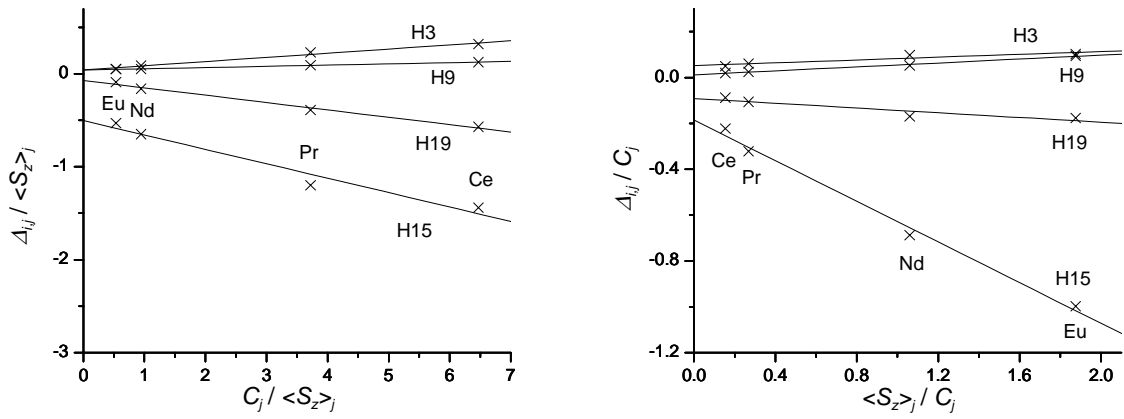 H3
0
H9
Eu
Nd
-1
Pr
H19
Ce
H15
-2
-3
0 1 2 3 4 5 6 7
Δi,j / <Sz>j
Cj / <Sz>j
H3
0.0
H9
H19
Ce
Pr
-0.4
Nd
-0.8
H15
Eu
-1.2
0.0 0.4 0.8 1.2 1.6 2.0
Δi,j / Cj
<Sz>j / Cj